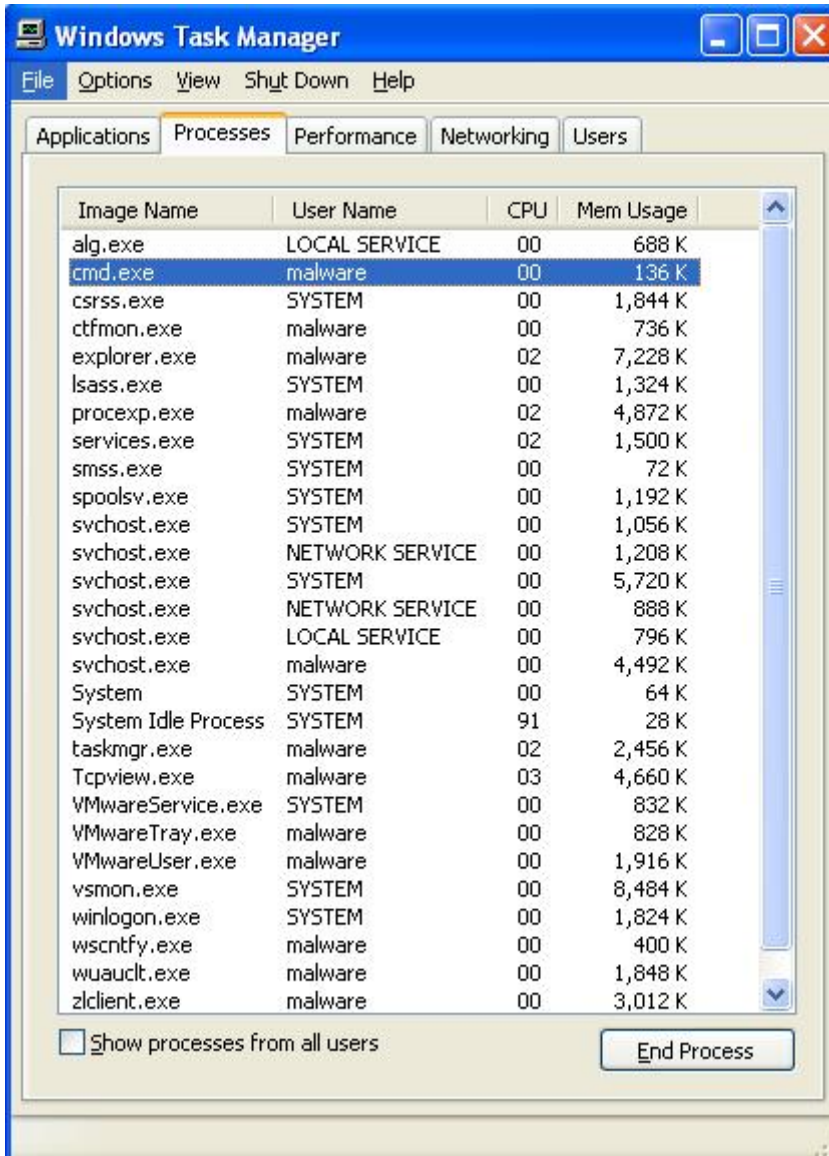 Windows Task Manager
File Options View Shut Down Help
Applications Processes Performance Networking Users
Image Name User Name CPU Mem Usage
alg.exe LOCAL SERVICE 00 688 K
cmd.exe malware 00 136 K
csrss.exe SYSTEM 00 1,844 K
ctfmon.exe malware 00 736 K
explorer.exe malware 02 7,228 K
lsass.exe SYSTEM 00 1,324 K
procexp.exe malware 02 4,872 K
services.exe SYSTEM 02 1,500 K
smss.exe SYSTEM 00 72 K
spoolsv.exe SYSTEM 00 1,192 K
svchost.exe SYSTEM 00 1,056 K
svchost.exe NETWORK SERVICE 00 1,208 K
svchost.exe SYSTEM 00 5,720 K
svchost.exe NETWORK SERVICE 00 888 K
svchost.exe LOCAL SERVICE 00 796 K
svchost.exe malware 00 4,492 K
System SYSTEM 00 64 K
System Idle Process SYSTEM 91 28 K
taskmgr.exe malware 02 2,456 K
Tcpview.exe malware 03 4,660 K
VMwareService.exe SYSTEM 00 832 K
VMwareTray.exe malware 00 828 K
VMwareUser.exe malware 00 1,916 K
vsmon.exe SYSTEM 00 8,484 K
winlogon.exe SYSTEM 00 1,824 K
wscntfy.exe malware 00 400 K
wuauclt.exe malware 00 1,848 K
zlclient.exe malware 00 3,012 K
Show processes from all users End Process